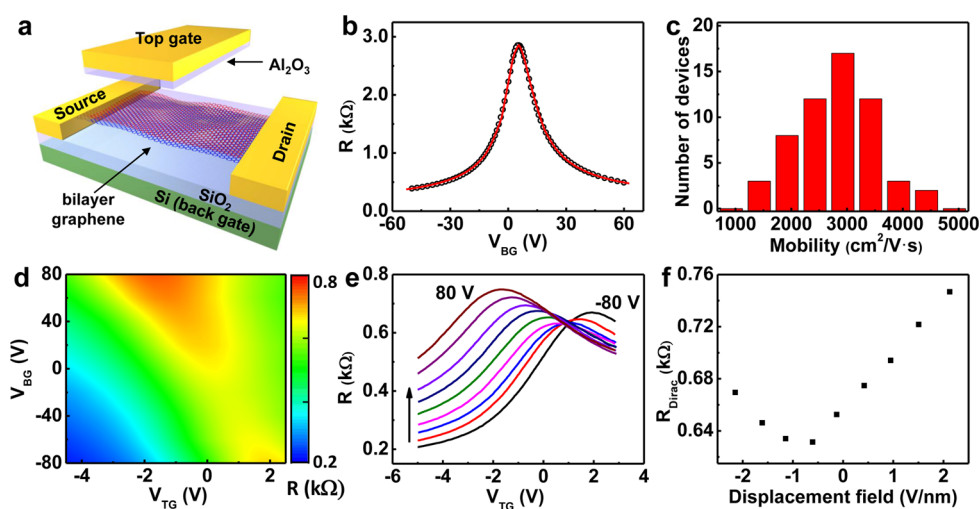 a
Top gate
Al2O3
Source
Drain
bilayer
graphene
SiO2
Si (back gate)
b
R (kΩ)
3.0
2.0
1.0
0.0
-60
-30
0
30
60
VBG (V)
c
Number of devices
20
15
10
5
0
1000
2000
3000
4000
5000
Mobility (cm²/V·s)
d
VBG (V)
80
40
0
-40
-80
-4
-2
0
2
VTG (V)
0.8
0.2
R (kΩ)
e
R (kΩ)
0.8
0.6
0.4
0.2
80 V
-80 V
-6
-4
-2
0
2
4
VTG (V)
f
RDirac (kΩ)
0.76
0.72
0.68
0.64
-2
-1
0
1
2
Displacement field (V/nm)